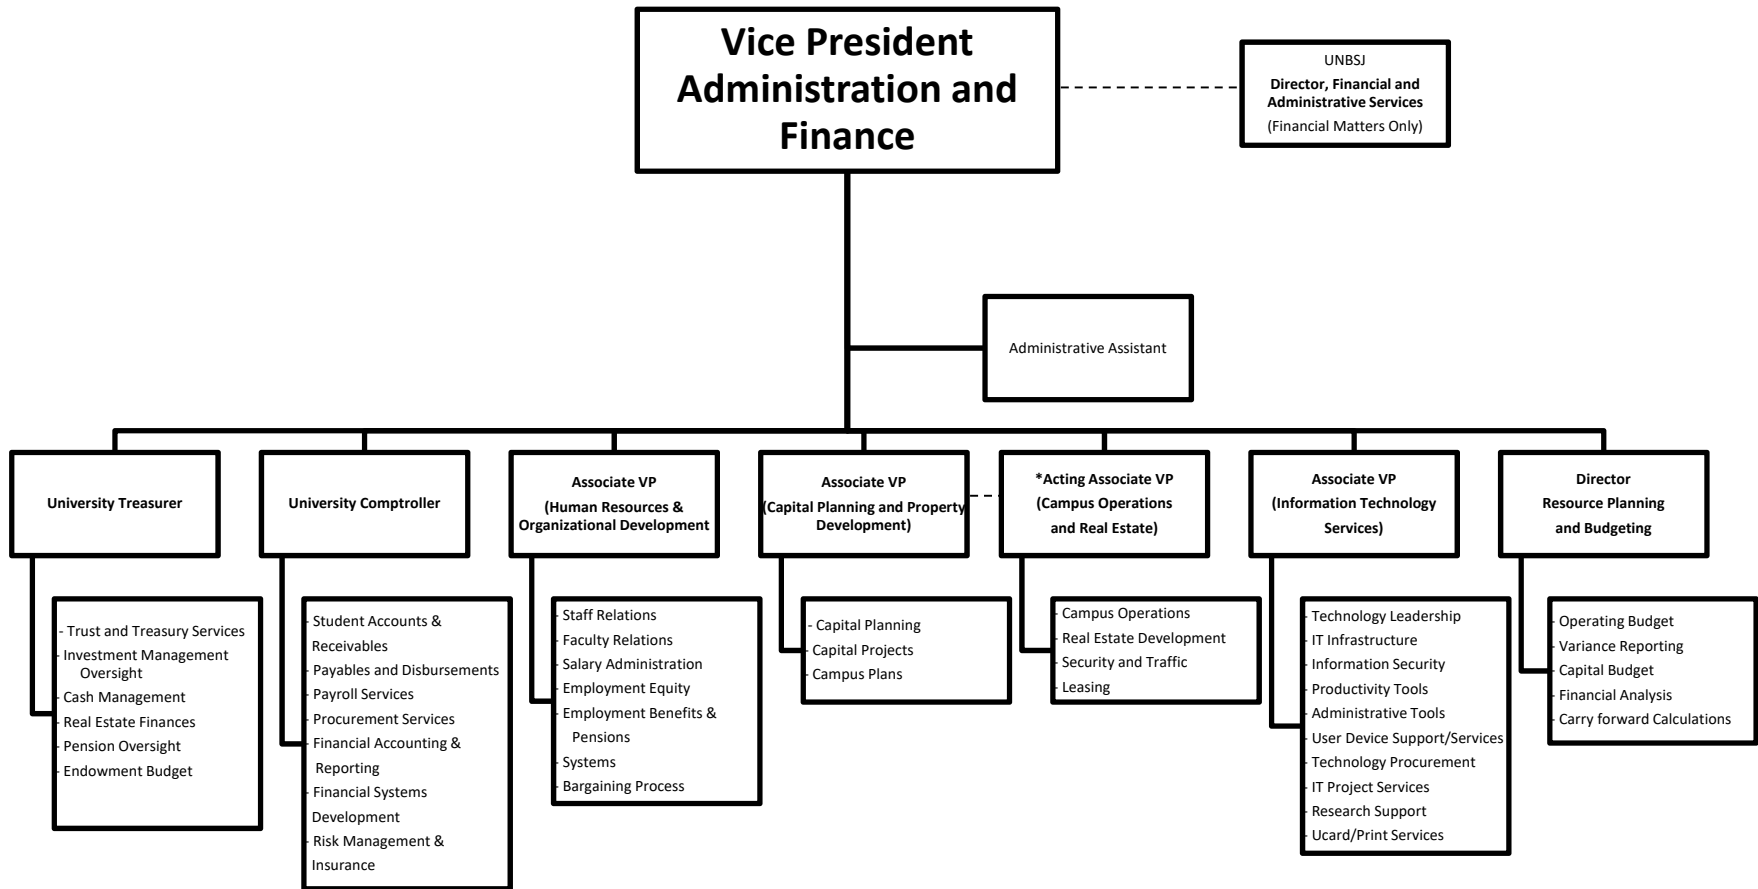 Vice President
Administration and
Finance
UNBSJ
Director, Financial and
Administrative Services
(Financial Matters Only)
Administrative Assistant
University Treasurer
University Comptroller
Associate VP
(Human Resources &
Organizational Development
Associate VP
(Capital Planning and Property
Development)
*Acting Associate VP
(Campus Operations
and Real Estate)
Associate VP
(Information Technology
Services)
Director
Resource Planning
and Budgeting
- Trust and Treasury Services
- Investment Management
Oversight
- Cash Management
- Real Estate Finances
- Pension Oversight
- Endowment Budget
- Student Accounts &
Receivables
- Payables and Disbursements
- Payroll Services
- Procurement Services
- Financial Accounting &
Reporting
- Financial Systems
Development
- Risk Management &
Insurance
- Staff Relations
- Faculty Relations
- Salary Administration
- Employment Equity
- Employment Benefits &
Pensions
- Systems
- Bargaining Process
- Capital Planning
- Capital Projects
- Campus Plans
- Campus Operations
- Real Estate Development
- Security and Traffic
- Leasing
- Technology Leadership
- IT Infrastructure
- Information Security
- Productivity Tools
- Administrative Tools
- User Device Support/Services
- Technology Procurement
- IT Project Services
- Research Support
- Ucard/Print Services
- Operating Budget
- Variance Reporting
- Capital Budget
- Financial Analysis
- Carry forward Calculations